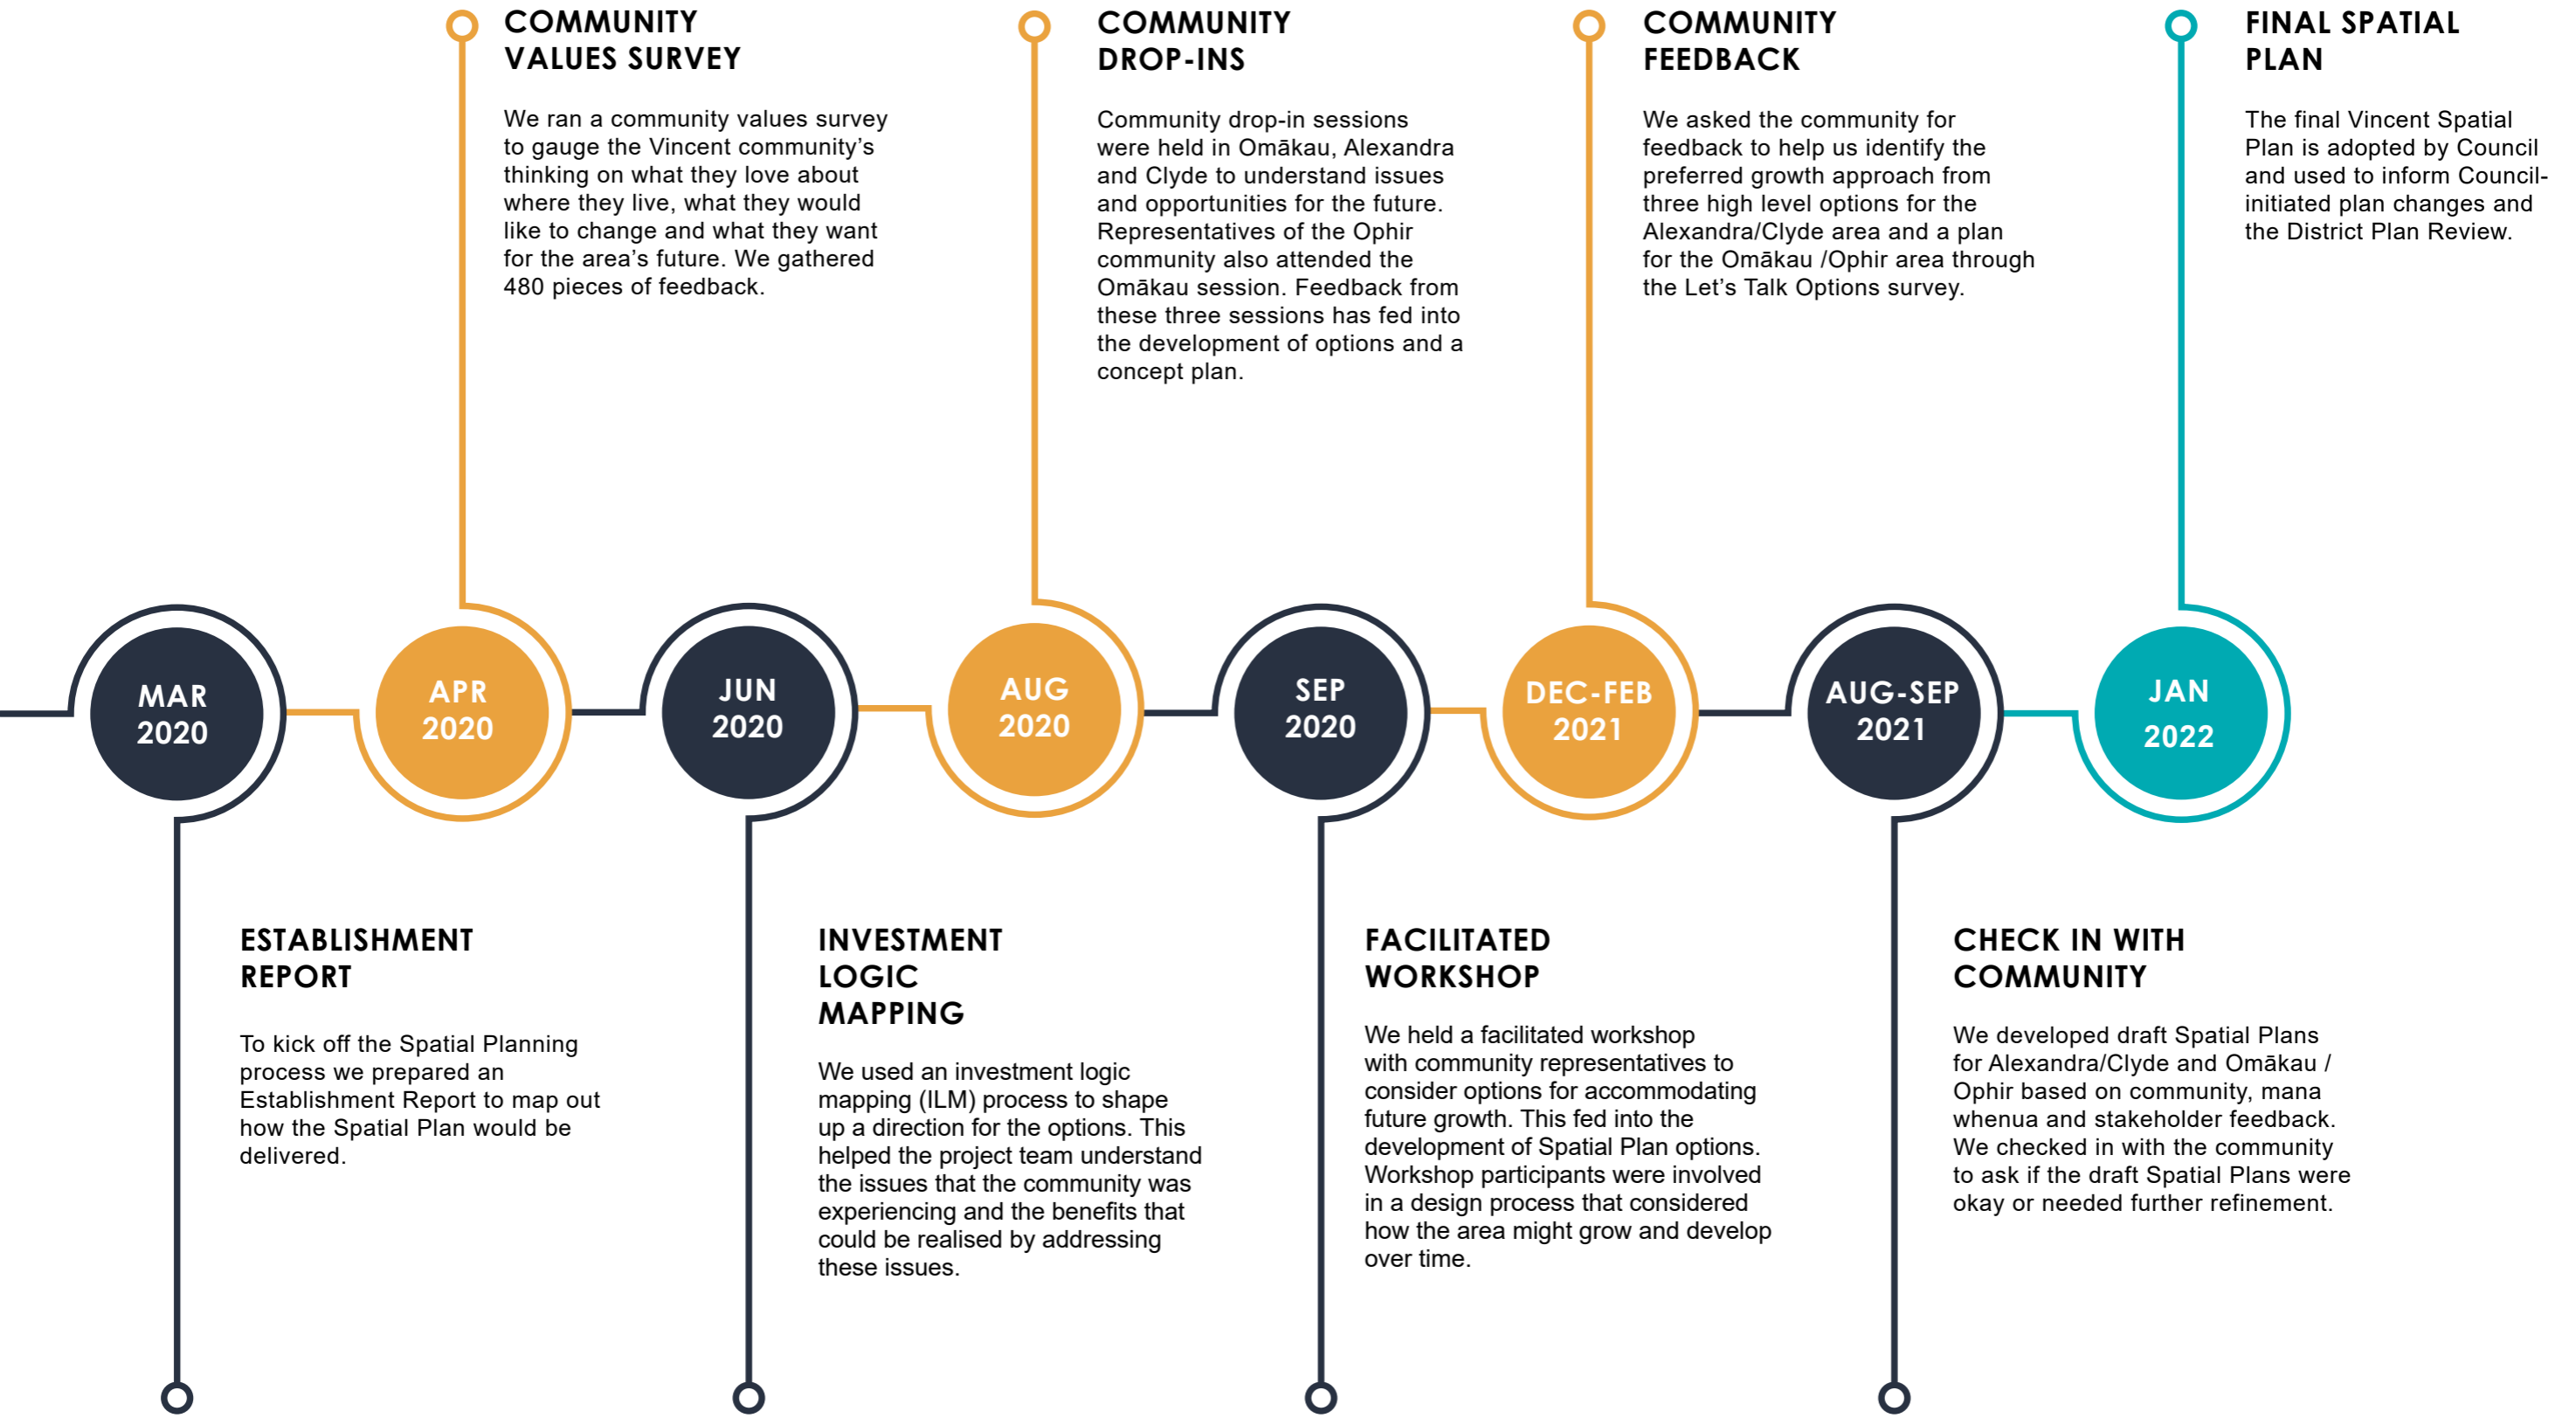 COMMUNITY
VALUES SURVEY
We ran a community values survey
to gauge the Vincent community’s
thinking on what they love about
where they live, what they would
like to change and what they want
for the area’s future. We gathered
480 pieces of feedback.
COMMUNITY
DROP-INS
Community drop-in sessions
were held in Omākau, Alexandra
and Clyde to understand issues
and opportunities for the future.
Representatives of the Ophir
community also attended the
Omākau session. Feedback from
these three sessions has fed into
the development of options and a
concept plan.
COMMUNITY
FEEDBACK
We asked the community for
feedback to help us identify the
preferred growth approach from
three high level options for the
Alexandra/Clyde area and a plan
for the Omākau /Ophir area through
the Let’s Talk Options survey.
FINAL SPATIAL
PLAN
The final Vincent Spatial
Plan is adopted by Council
and used to inform Council-
initiated plan changes and
the District Plan Review.
MAR
2020
APR
2020
JUN
2020
AUG
2020
SEP
2020
DEC-FEB
2021
AUG-SEP
2021
JAN
2022
ESTABLISHMENT
REPORT
To kick off the Spatial Planning
process we prepared an
Establishment Report to map out
how the Spatial Plan would be
delivered.
INVESTMENT
LOGIC
MAPPING
We used an investment logic
mapping (ILM) process to shape
up a direction for the options. This
helped the project team understand
the issues that the community was
experiencing and the benefits that
could be realised by addressing
these issues.
FACILITATED
WORKSHOP
We held a facilitated workshop
with community representatives to
consider options for accommodating
future growth. This fed into the
development of Spatial Plan options.
Workshop participants were involved
in a design process that considered
how the area might grow and develop
over time.
CHECK IN WITH
COMMUNITY
We developed draft Spatial Plans
for Alexandra/Clyde and Omākau /
Ophir based on community, mana
whenua and stakeholder feedback.
We checked in with the community
to ask if the draft Spatial Plans were
okay or needed further refinement.